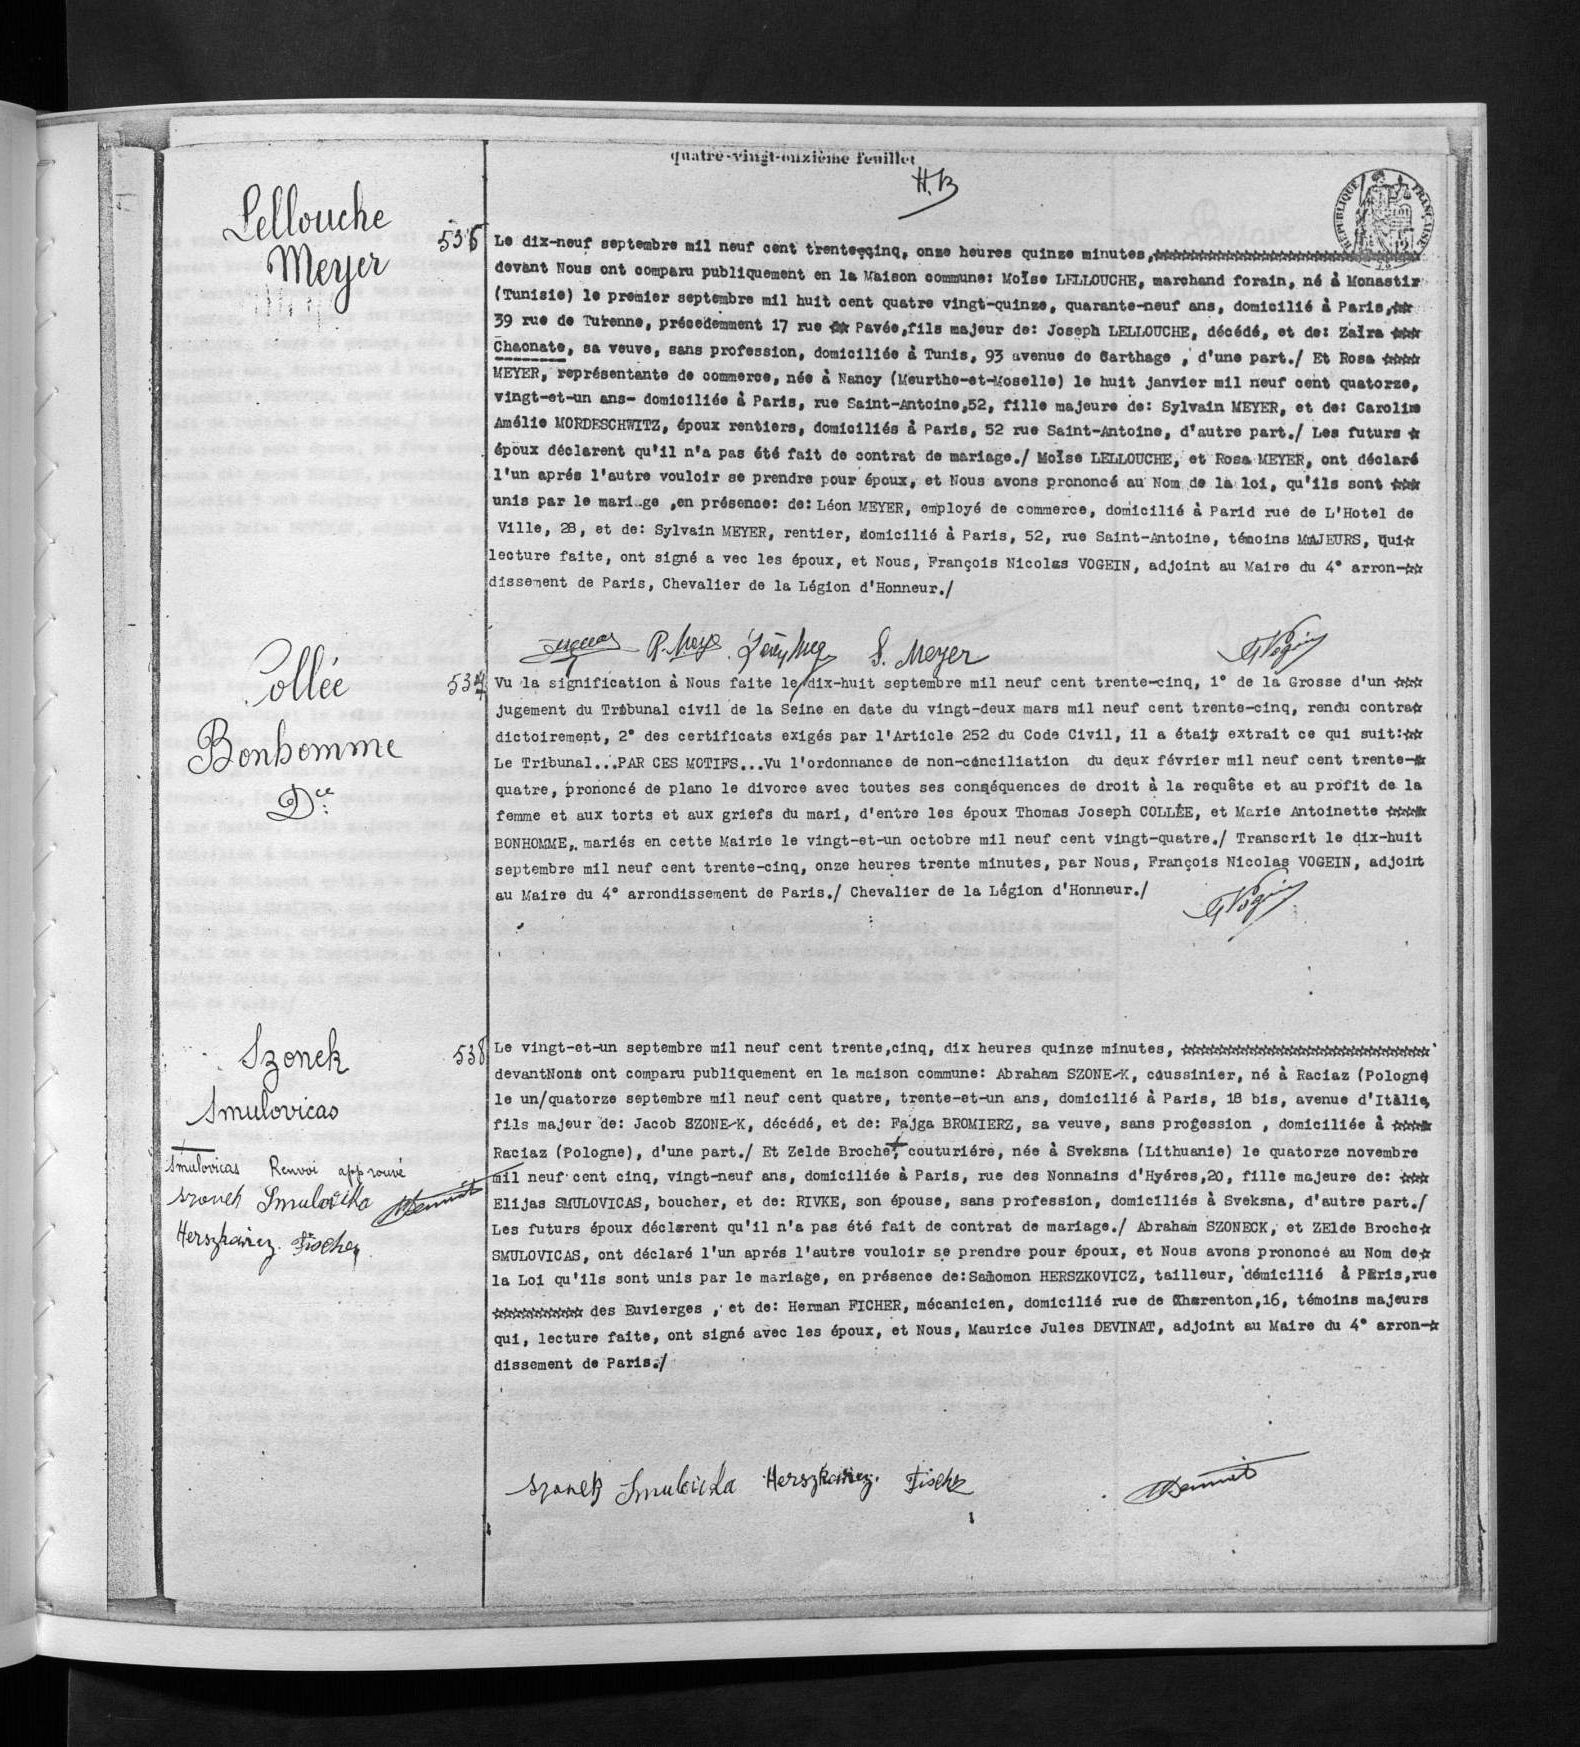 quatre-vingt-onzième feuillet
H.B
RÉPUBLIQUE FRANÇAISE
Lellouche
Meyer
536
Le dix-neuf septembre mil neuf cent trente-cinq, onze heures quinze minutes,☆☆☆☆☆☆☆☆☆☆☆☆☆☆☆☆☆☆☆☆☆☆☆☆☆☆☆
devant Nous ont comparu publiquement en la Maison commune: Moïse LELLOUCHE, marchand forain, né à Monastir
(Tunisie) le premier septembre mil huit cent quatre vingt-quinze, quarante-neuf ans, domicilié à Paris,☆☆
39 rue de Turenne, précedemment 17 rue ☆☆ Pavée,fils majeur de: Joseph LELLOUCHE, décédé, et de: Zaïra ☆☆☆
Chaonate, sa veuve, sans profession, domiciliée à Tunis, 93 avenue de Carthage , d'une part./ Et Rosa ☆☆☆☆
MEYER, représentante de commerce, née à Nancy (Meurthe-et-Moselle) le huit janvier mil neuf cent quatorze,
vingt-et-un ans- domiciliée à Paris, rue Saint-Antoine,52, fille majeure de: Sylvain MEYER, et de: Caroline
Amélie MORDESCHWITZ, époux rentiers, domiciliés à Paris, 52 rue Saint-Antoine, d'autre part./ Les futurs ☆
époux déclarent qu'il n'a pas été fait de contrat de mariage./ Moïse LELLOUCHE, et Rosa MEYER, ont déclaré
l'un aprés l'autre vouloir se prendre pour époux, et Nous avons prononcé au Nom de la loi, qu'ils sont ☆☆☆
unis par le mariage ,en présence: de: Léon MEYER, employé de commerce, domicilié à Parid rue de L'Hotel de
Ville, 28, et de: Sylvain MEYER, rentier, domicilié à Paris, 52, rue Saint-Antoine, témoins MAJEURS, qui☆
lecture faite, ont signé a vec les époux, et Nous, François Nicolas VOGEIN, adjoint au Maire du 4° arron-☆☆
dissement de Paris, Chevalier de la Légion d'Honneur./
S. Meyer
Vogein
Collée
Bonhomme
Dce
537
Vu la signification à Nous faite le dix-huit septembre mil neuf cent trente-cinq, 1° de la Grosse d'un ☆☆☆
jugement du Tribunal civil de la Seine en date du vingt-deux mars mil neuf cent trente-cinq, rendu contra☆
dictoirement, 2° des certificats exigés par l'Article 252 du Code Civil, il a était extrait ce qui suit:☆☆
Le Tribunal...PAR CES MOTIFS...Vu l'ordonnance de non-conciliation du deux février mil neuf cent trente-☆
quatre, prononcé de plano le divorce avec toutes ses conséquences de droit à la requête et au profit de la
femme et aux torts et aux griefs du mari, d'entre les époux Thomas Joseph COLLÉE, et Marie Antoinette ☆☆☆☆
BONHOMME,. mariés en cette Mairie le vingt-et-un octobre mil neuf cent vingt-quatre./ Transcrit le dix-huit
septembre mil neuf cent trente-cinq, onze heures trente minutes, par Nous, François Nicolas VOGEIN, adjoint
au Maire du 4° arrondissement de Paris./ Chevalier de la Légion d'Honneur./
Vogein
Szonek
Smulovicas
538
Smulovicas Renvoi approuvé
Szonek Smulovicka Devinat
Herszkowicz Fischer
Le vingt-et-un septembre mil neuf cent trente,cinq, dix heures quinze minutes, ☆☆☆☆☆☆☆☆☆☆☆☆☆☆☆☆☆☆☆☆☆☆☆☆☆
devantNous ont comparu publiquement en la maison commune: Abraham SZONE-K, coussinier, né à Raciaz (Pologne)
le un/quatorze septembre mil neuf cent quatre, trente-et-un ans, domicilié à Paris, 18 bis, avenue d'Italie,
fils majeur de: Jacob SZONE-K, décédé, et de: Fajga BROMIERZ, sa veuve, sans profession , domiciliée à ☆☆☆☆
Raciaz (Pologne), d'une part./ Et Zelde Broche, couturiére, née à Sveksna (Lithuanie) le quatorze novembre
mil neuf cent cinq, vingt-neuf ans, domiciliée à Paris, rue des Nonnains d'Hyéres,20, fille majeure de: ☆☆☆
Elijas SMULOVICAS, boucher, et de: RIVKE, son épouse, sans profession, domiciliés à Sveksna, d'autre part./
Les futurs époux déclarent qu'il n'a pas été fait de contrat de mariage./ Abraham SZONECK, et ZElde Broche☆
SMULOVICAS, ont déclaré l'un aprés l'autre vouloir se prendre pour époux, et Nous avons prononcé au Nom de☆
la Loi qu'ils sont unis par le mariage, en présence de:Salomon HERSZKOVICZ, tailleur, démicilié à Paris,rue
☆☆☆☆☆☆☆☆☆☆ des Euvierges , et de: Herman FICHER, mécanicien, domicilié rue de Charenton,16, témoins majeurs
qui, lecture faite, ont signé avec les époux, et Nous, Maurice Jules DEVINAT, adjoint au Maire du 4° arron-☆
dissement de Paris./
Szonek Smulovicka Herszkowicz. Fischer Devinat